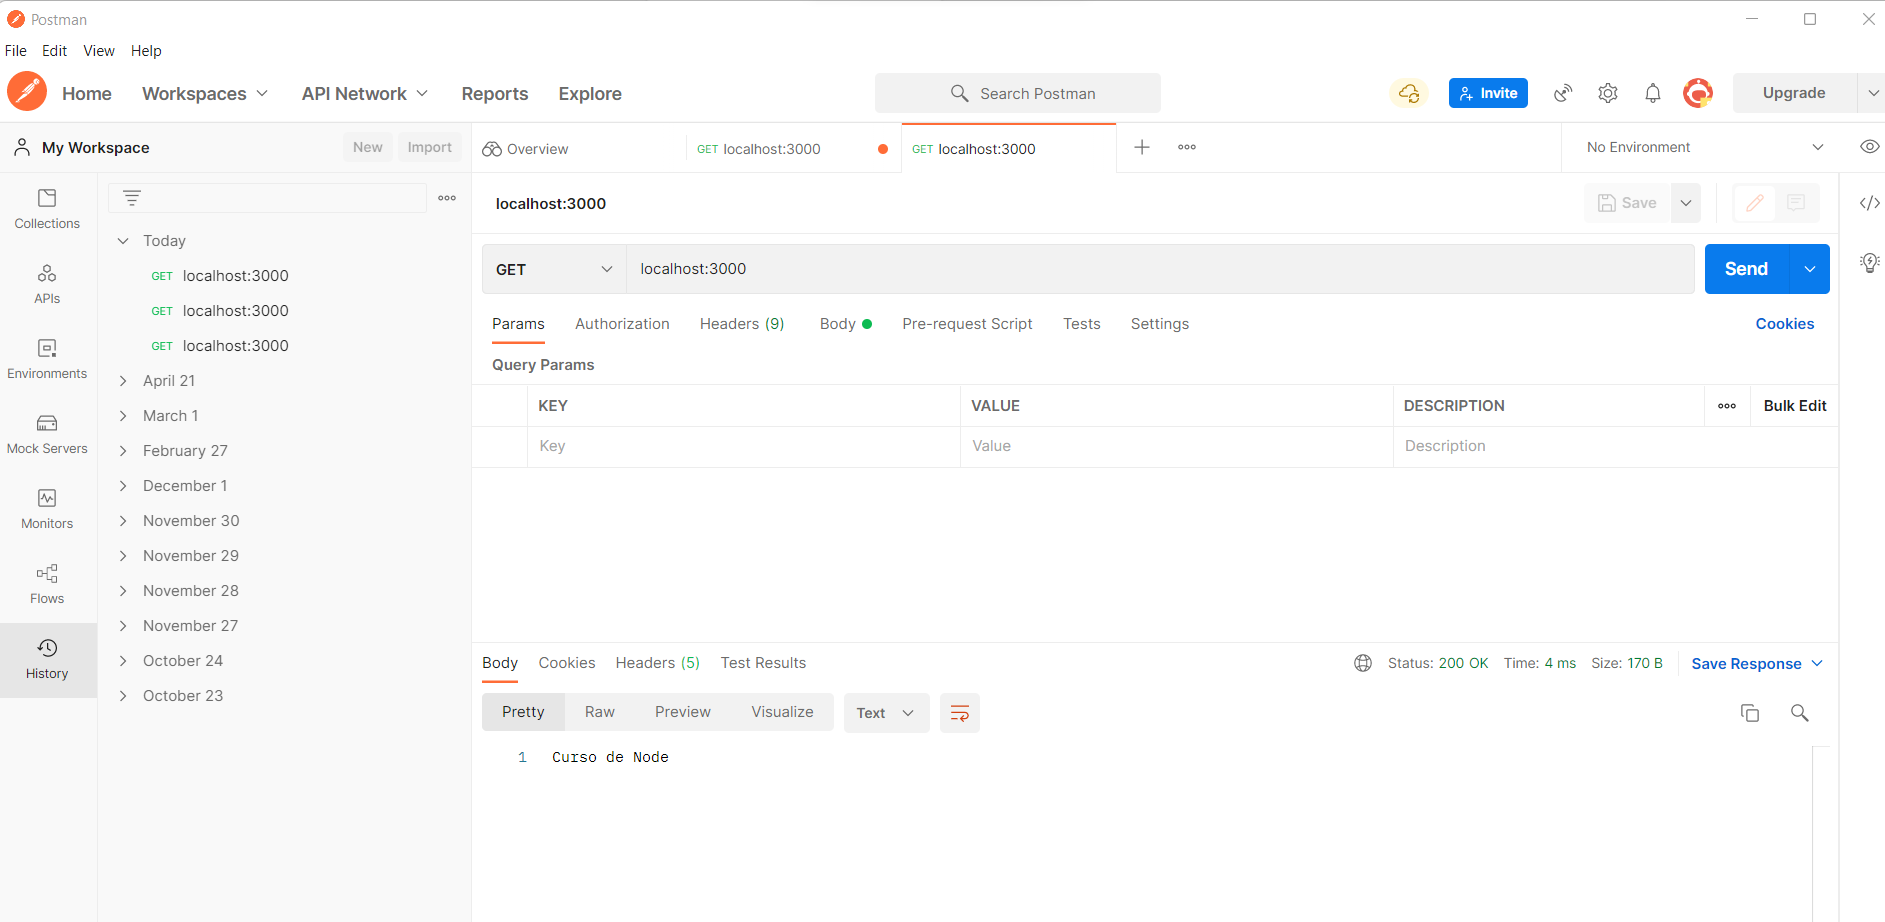 Postman
File Edit View Help
Home Workspaces API Network Reports Explore Search Postman Invite Upgrade
My Workspace New Import Overview GET localhost:3000 GET localhost:3000 No Environment
Collections
APIs
Environments
Mock Servers
Monitors
Flows
History
Today
GET localhost:3000
GET localhost:3000
GET localhost:3000
April 21
March 1
February 27
December 1
November 30
November 29
November 28
November 27
October 24
October 23
localhost:3000 Save
GET localhost:3000 Send
Params Authorization Headers (9) Body Pre-request Script Tests Settings Cookies
Query Params
KEY VALUE DESCRIPTION Bulk Edit
Key Value Description
Body Cookies Headers (5) Test Results Status: 200 OK Time: 4 ms Size: 170 B Save Response
Pretty Raw Preview Visualize Text
1 Curso de Node